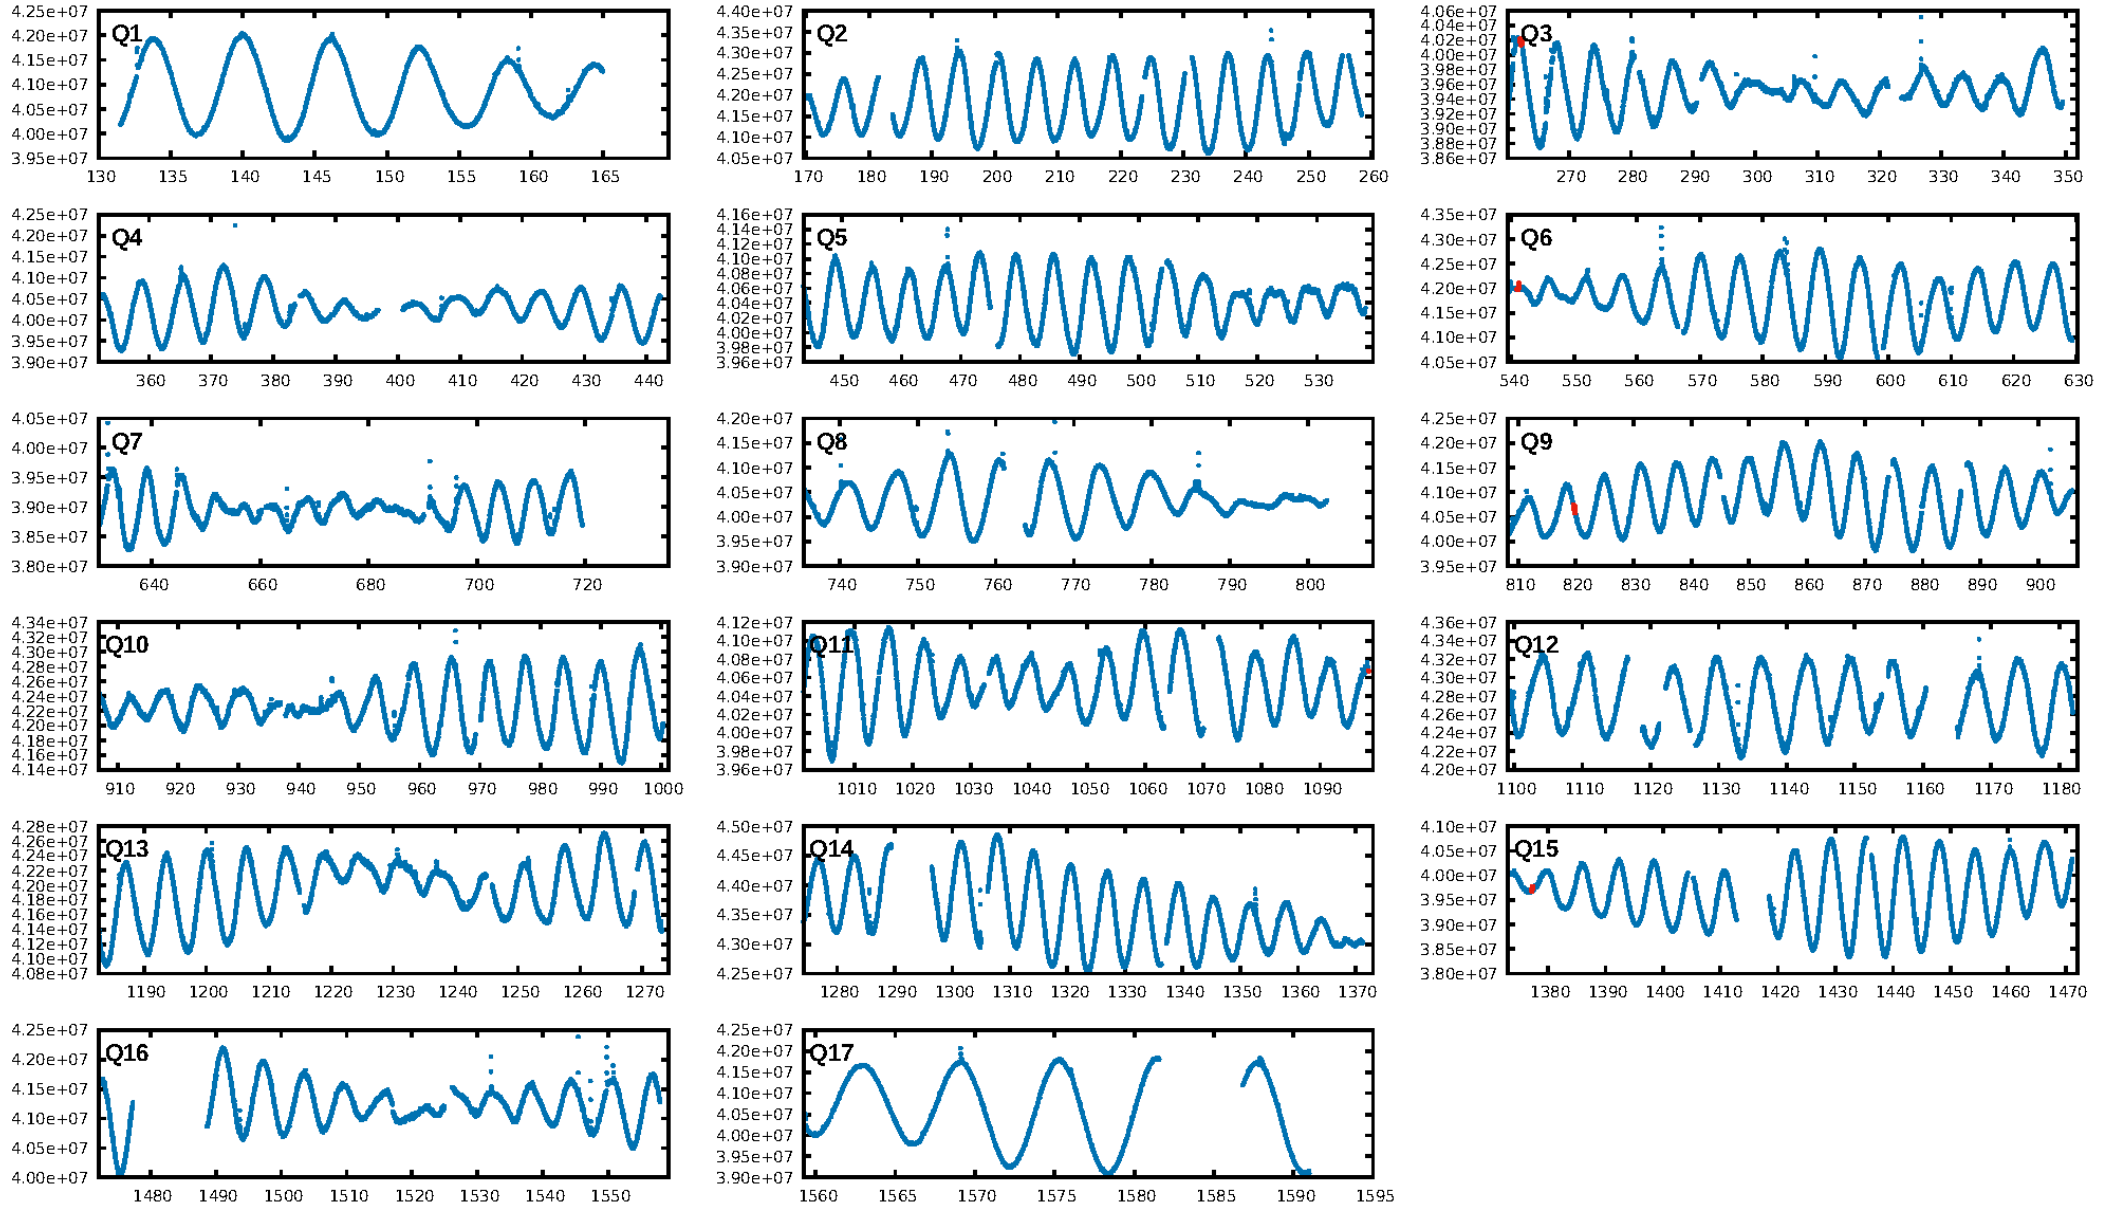 4.25e+07
4.20e+07
4.15e+07
4.10e+07
4.05e+07
4.00e+07
3.95e+07
Q1
130 135 140 145 150 155 160 165
4.40e+07
4.35e+07
4.30e+07
4.25e+07
4.20e+07
4.15e+07
4.10e+07
4.05e+07
Q2
170 180 190 200 210 220 230 240 250 260
4.06e+07
4.04e+07
4.02e+07
4.00e+07
3.98e+07
3.96e+07
3.94e+07
3.92e+07
3.90e+07
3.88e+07
3.86e+07
Q3
270 280 290 300 310 320 330 340 350
4.25e+07
4.20e+07
4.15e+07
4.10e+07
4.05e+07
4.00e+07
3.95e+07
3.90e+07
Q4
360 370 380 390 400 410 420 430 440
4.16e+07
4.14e+07
4.12e+07
4.10e+07
4.08e+07
4.06e+07
4.04e+07
4.02e+07
4.00e+07
3.98e+07
3.96e+07
Q5
450 460 470 480 490 500 510 520 530
4.35e+07
4.30e+07
4.25e+07
4.20e+07
4.15e+07
4.10e+07
4.05e+07
Q6
540 550 560 570 580 590 600 610 620 630
4.05e+07
4.00e+07
3.95e+07
3.90e+07
3.85e+07
3.80e+07
Q7
640 660 680 700 720
4.20e+07
4.15e+07
4.10e+07
4.05e+07
4.00e+07
3.95e+07
3.90e+07
Q8
740 750 760 770 780 790 800
4.25e+07
4.20e+07
4.15e+07
4.10e+07
4.05e+07
4.00e+07
3.95e+07
Q9
810 820 830 840 850 860 870 880 890 900
4.34e+07
4.32e+07
4.30e+07
4.28e+07
4.26e+07
4.24e+07
4.22e+07
4.20e+07
4.18e+07
4.16e+07
4.14e+07
Q10
910 920 930 940 950 960 970 980 990 1000
4.12e+07
4.10e+07
4.08e+07
4.06e+07
4.04e+07
4.02e+07
4.00e+07
3.98e+07
3.96e+07
Q11
1010 1020 1030 1040 1050 1060 1070 1080 1090
4.36e+07
4.34e+07
4.32e+07
4.30e+07
4.28e+07
4.26e+07
4.24e+07
4.22e+07
4.20e+07
Q12
1100 1110 1120 1130 1140 1150 1160 1170 1180
4.28e+07
4.26e+07
4.24e+07
4.22e+07
4.20e+07
4.18e+07
4.16e+07
4.14e+07
4.12e+07
4.10e+07
4.08e+07
Q13
1190 1200 1210 1220 1230 1240 1250 1260 1270
4.50e+07
4.45e+07
4.40e+07
4.35e+07
4.30e+07
4.25e+07
Q14
1280 1290 1300 1310 1320 1330 1340 1350 1360 1370
4.10e+07
4.05e+07
4.00e+07
3.95e+07
3.90e+07
3.85e+07
3.80e+07
Q15
1380 1390 1400 1410 1420 1430 1440 1450 1460 1470
4.25e+07
4.20e+07
4.15e+07
4.10e+07
4.05e+07
4.00e+07
Q16
1480 1490 1500 1510 1520 1530 1540 1550
4.25e+07
4.20e+07
4.15e+07
4.10e+07
4.05e+07
4.00e+07
3.95e+07
3.90e+07
Q17
1560 1565 1570 1575 1580 1585 1590 1595